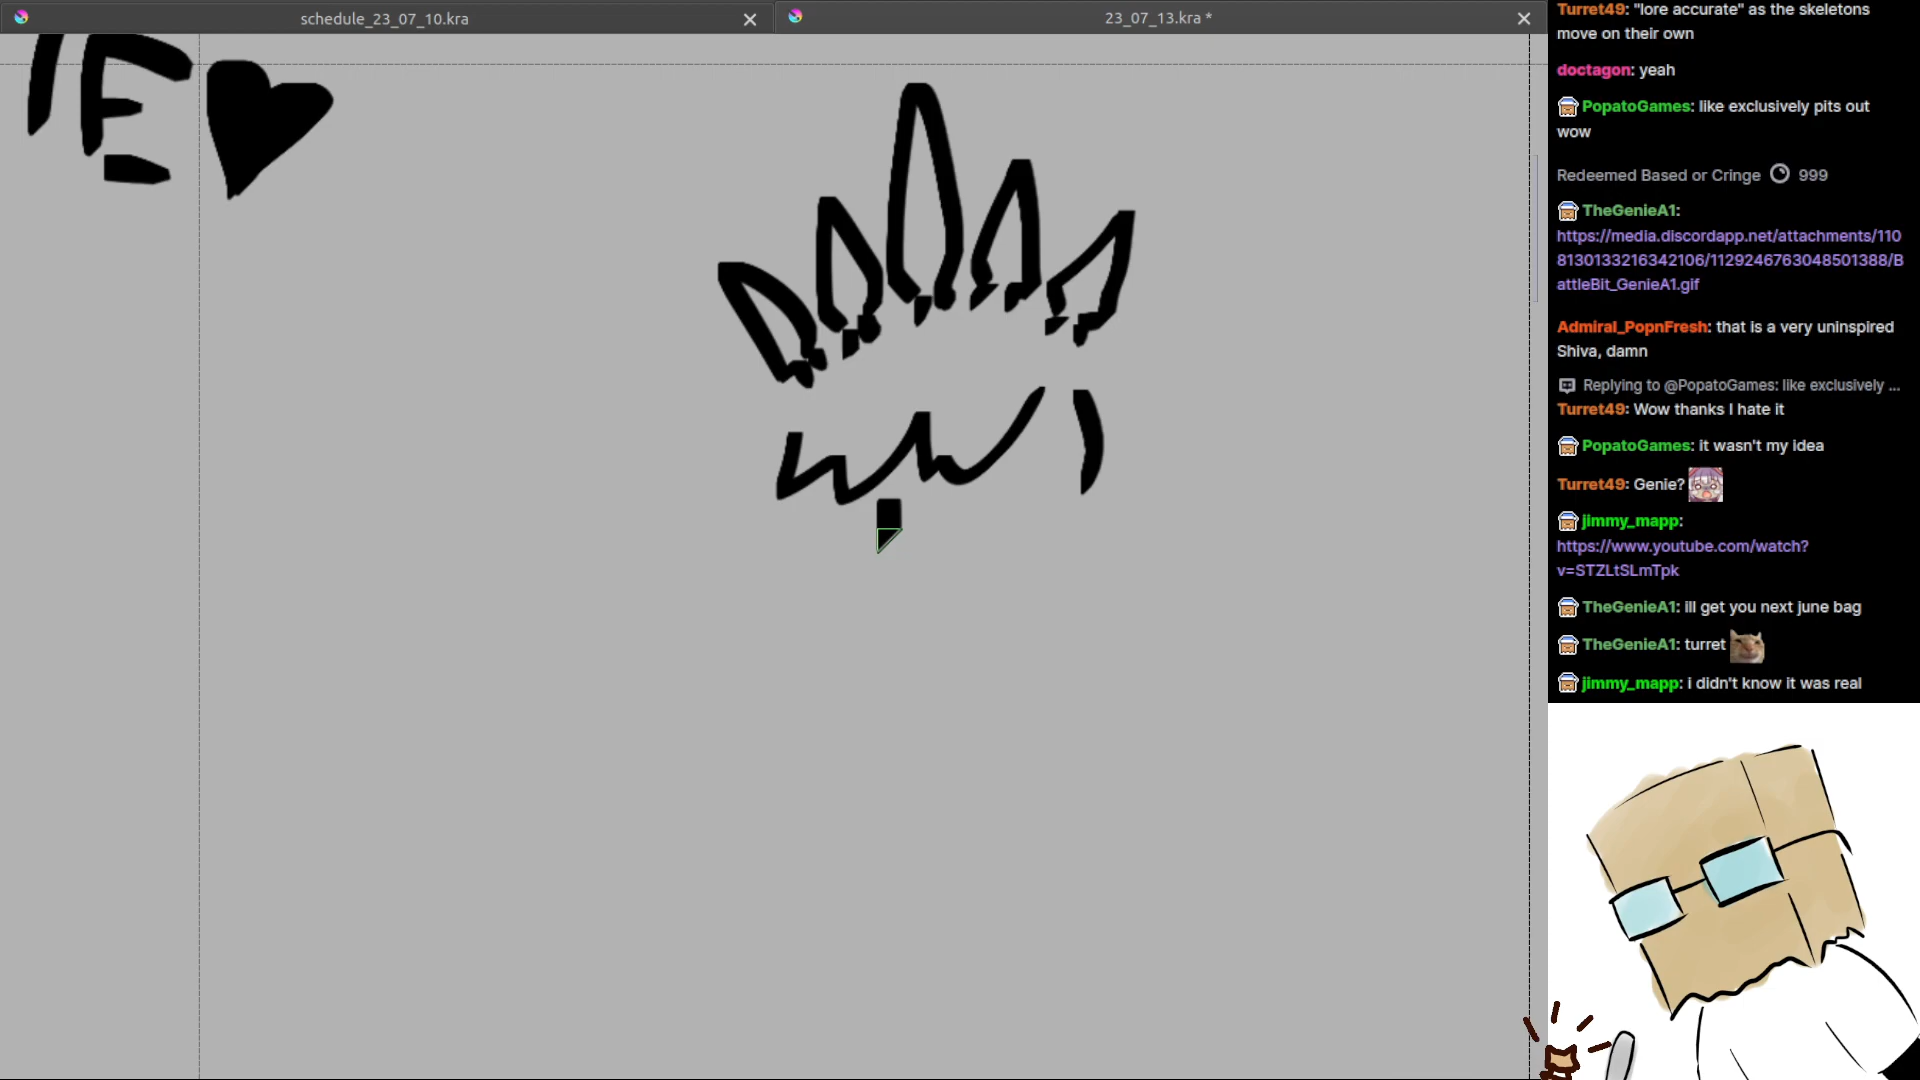 schedule_23_07_10.kra
23_07_13.kra *
E
Turret49: "lore accurate" as the skeletons
move on their own
doctagon: yeah
PopatoGames: like exclusively pits out
wow
Redeemed Based or Cringe 999
TheGenieA1:
https://media.discordapp.net/attachments/110
8130133216342106/1129246763048501388/B
attleBit_GenieA1.gif
Admiral_PopnFresh: that is a very uninspired
Shiva, damn
Replying to @PopatoGames: like exclusively ...
Turret49: Wow thanks I hate it
PopatoGames: it wasn't my idea
Turret49: Genie?
jimmy_mapp:
https://www.youtube.com/watch?
v=STZLtSLmTpk
TheGenieA1: ill get you next june bag
TheGenieA1: turret
jimmy_mapp: i didn't know it was real